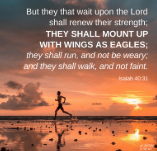 But they that wait upon the Lord
shall renew their strength;
THEY SHALL MOUNT UP
WITH WINGS AS EAGLES;
they shall run, and not be weary;
and they shall walk, and not faint.
Isaiah 40:31